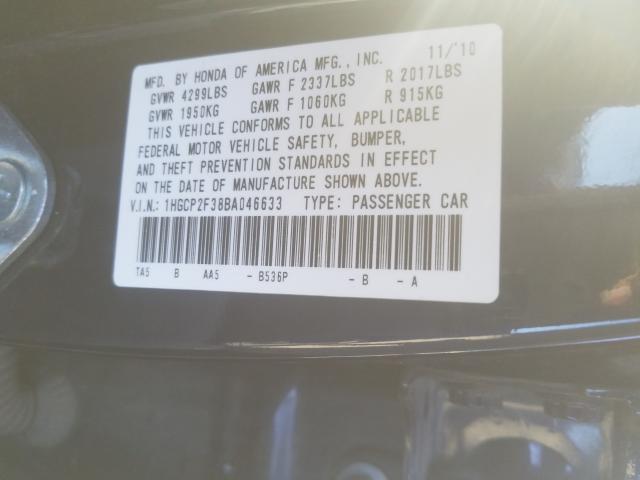 MFD. BY HONDA OF AMERICA MFG., INC. 11/'10
GVWR 4299LBS GAWR F 2337LBS R 2017LBS
GVWR 1950KG GAWR F 1060KG R 915KG
THIS VEHICLE CONFORMS TO ALL APPLICABLE
FEDERAL MOTOR VEHICLE SAFETY, BUMPER,
AND THEFT PREVENTION STANDARDS IN EFFECT
ON THE DATE OF MANUFACTURE SHOWN ABOVE.
V.I.N.: 1HGCP2F38BA046633 TYPE: PASSENGER CAR
TA5 B AA5 - B536P - B - A